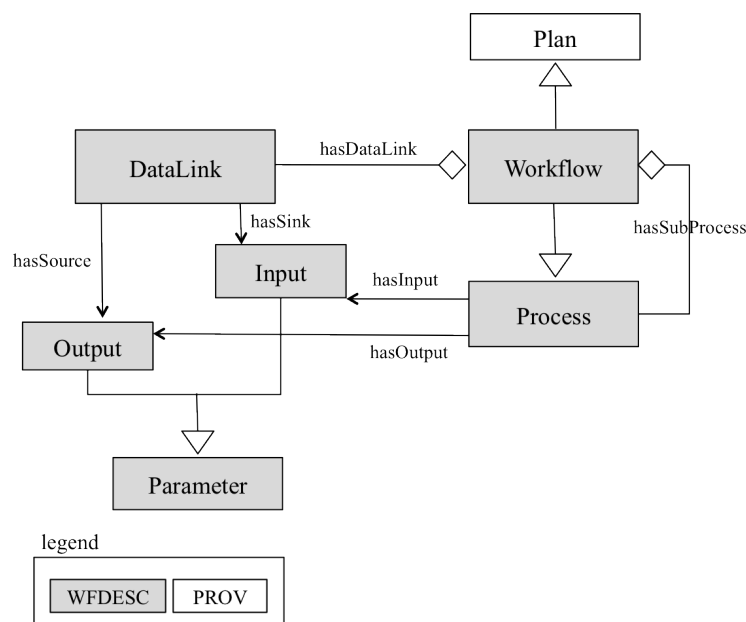 Plan
hasDataLink
DataLink
Workflow
hasSink
hasSubProcess
hasSource
Input
hasInput
Process
Output
hasOutput
Parameter
legend
WFDESC
PROV